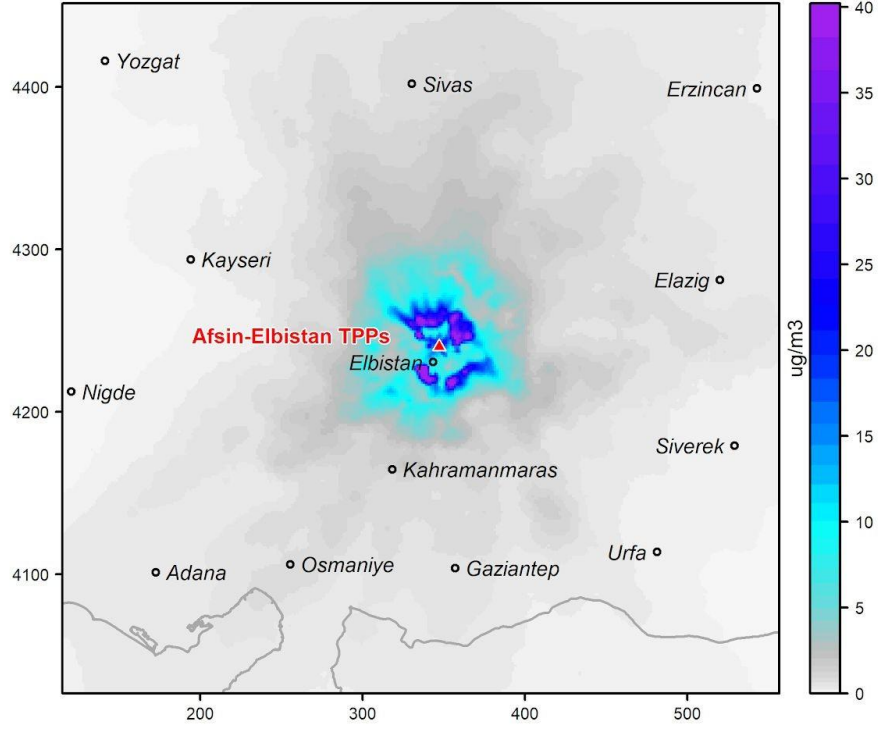 Yozgat
Sivas
Erzincan
Kayseri
Elazig
Afsin-Elbistan TPPs
Elbistan
Nigde
Siverek
Kahramanmaras
Urfa
Adana
Osmaniye
Gaziantep
4400
4300
4200
4100
200
300
400
500
40
35
30
25
20
15
10
5
0
ug/m3